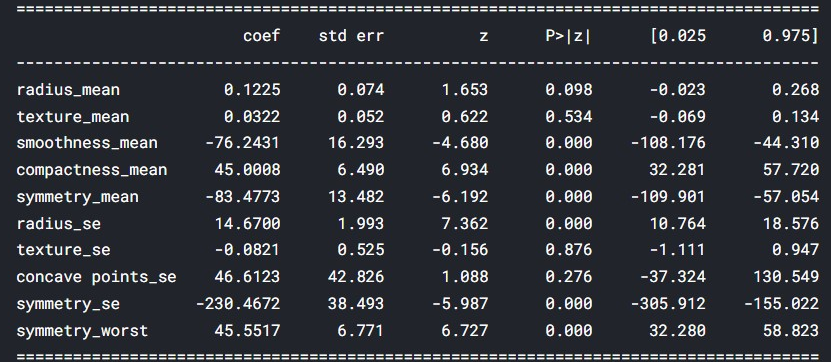 ==============================================================================
coef std err z P>|z| [0.025 0.975]
------------------------------------------------------------------------------
radius_mean 0.1225 0.074 1.653 0.098 -0.023 0.268
texture_mean 0.0322 0.052 0.622 0.534 -0.069 0.134
smoothness_mean -76.2431 16.293 -4.680 0.000 -108.176 -44.310
compactness_mean 45.0008 6.490 6.934 0.000 32.281 57.720
symmetry_mean -83.4773 13.482 -6.192 0.000 -109.901 -57.054
radius_se 14.6700 1.993 7.362 0.000 10.764 18.576
texture_se -0.0821 0.525 -0.156 0.876 -1.111 0.947
concave points_se 46.6123 42.826 1.088 0.276 -37.324 130.549
symmetry_se -230.4672 38.493 -5.987 0.000 -305.912 -155.022
symmetry_worst 45.5517 6.771 6.727 0.000 32.280 58.823
==============================================================================